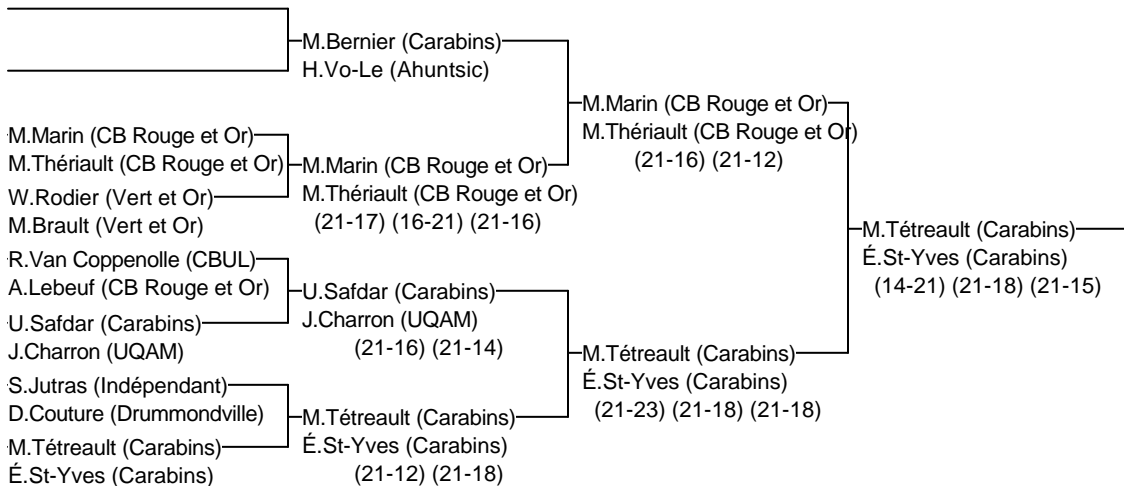 M.Bernier (Carabins)
H.Vo-Le (Ahuntsic)
M.Marin (CB Rouge et Or)
M.Thériault (CB Rouge et Or)
(21-16) (21-12)
M.Marin (CB Rouge et Or)
M.Thériault (CB Rouge et Or)
W.Rodier (Vert et Or)
M.Brault (Vert et Or)
M.Marin (CB Rouge et Or)
M.Thériault (CB Rouge et Or)
(21-17) (16-21) (21-16)
M.Tétreault (Carabins)
É.St-Yves (Carabins)
(14-21) (21-18) (21-15)
R.Van Coppenolle (CBUL)
A.Lebeuf (CB Rouge et Or)
U.Safdar (Carabins)
J.Charron (UQAM)
U.Safdar (Carabins)
J.Charron (UQAM)
(21-16) (21-14)
M.Tétreault (Carabins)
É.St-Yves (Carabins)
(21-23) (21-18) (21-18)
S.Jutras (Indépendant)
D.Couture (Drummondville)
M.Tétreault (Carabins)
É.St-Yves (Carabins)
M.Tétreault (Carabins)
É.St-Yves (Carabins)
(21-12) (21-18)